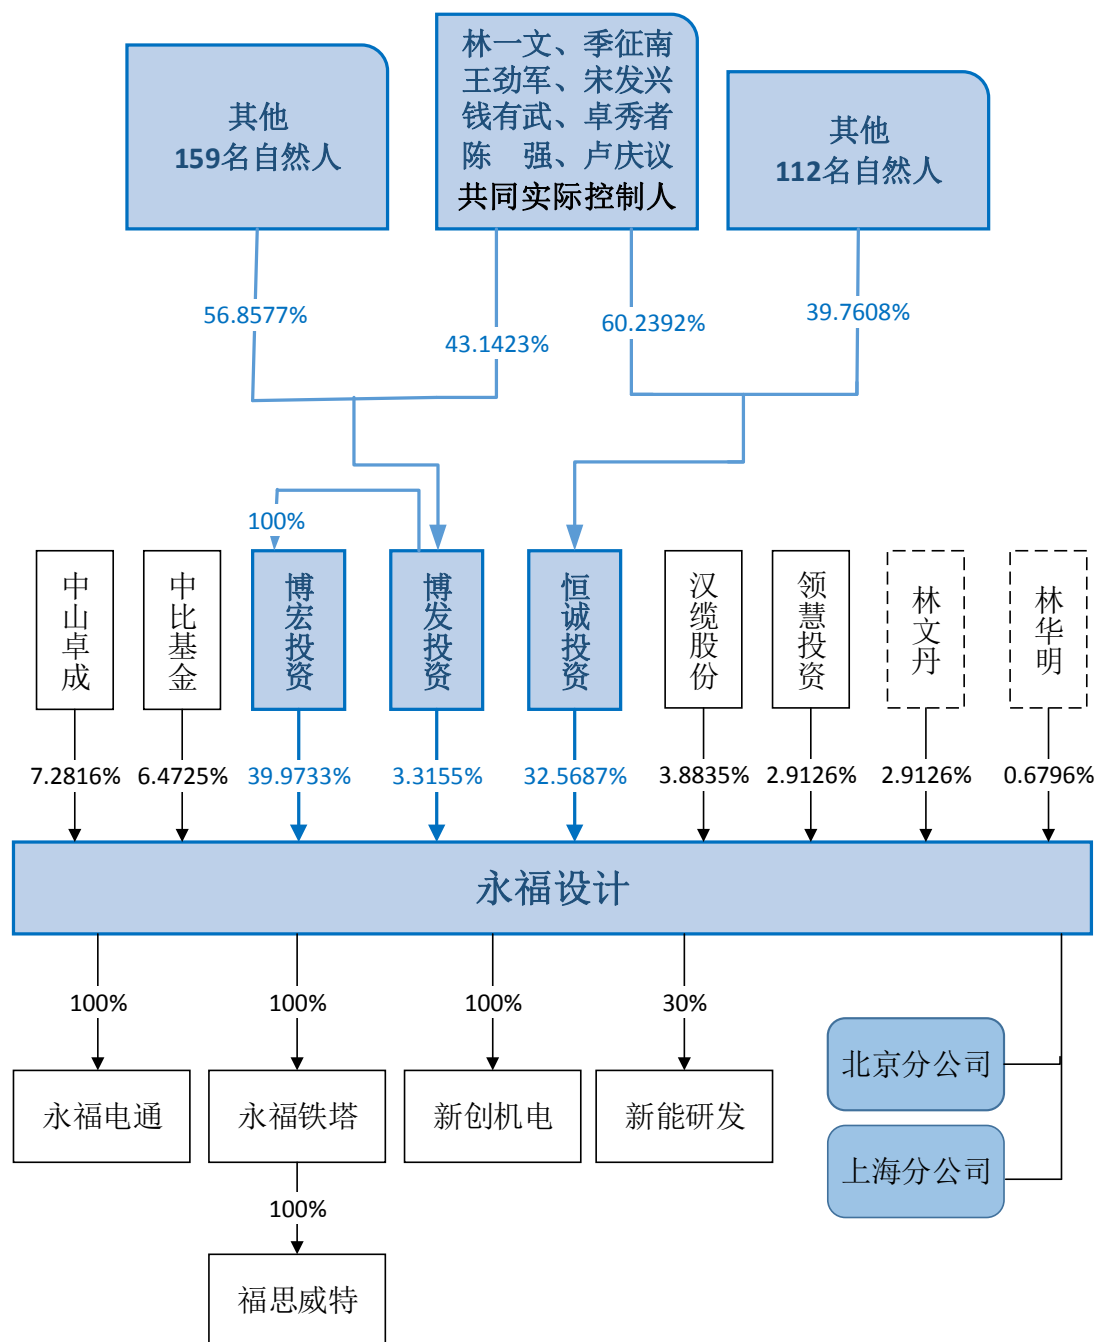 其他
159名自然人
林一文、季征南
王劲军、宋发兴
钱有武、卓秀者
陈　强、卢庆议
共同实际控制人
其他
112名自然人
56.8577%
43.1423%
60.2392%
39.7608%
100%
中山卓成
中比基金
博宏投资
博发投资
恒诚投资
汉缆股份
领慧投资
林文丹
林华明
7.2816%
6.4725%
39.9733%
3.3155%
32.5687%
3.8835%
2.9126%
2.9126%
0.6796%
永福设计
100%
100%
100%
30%
永福电通
永福铁塔
新创机电
新能研发
北京分公司
上海分公司
100%
福思威特